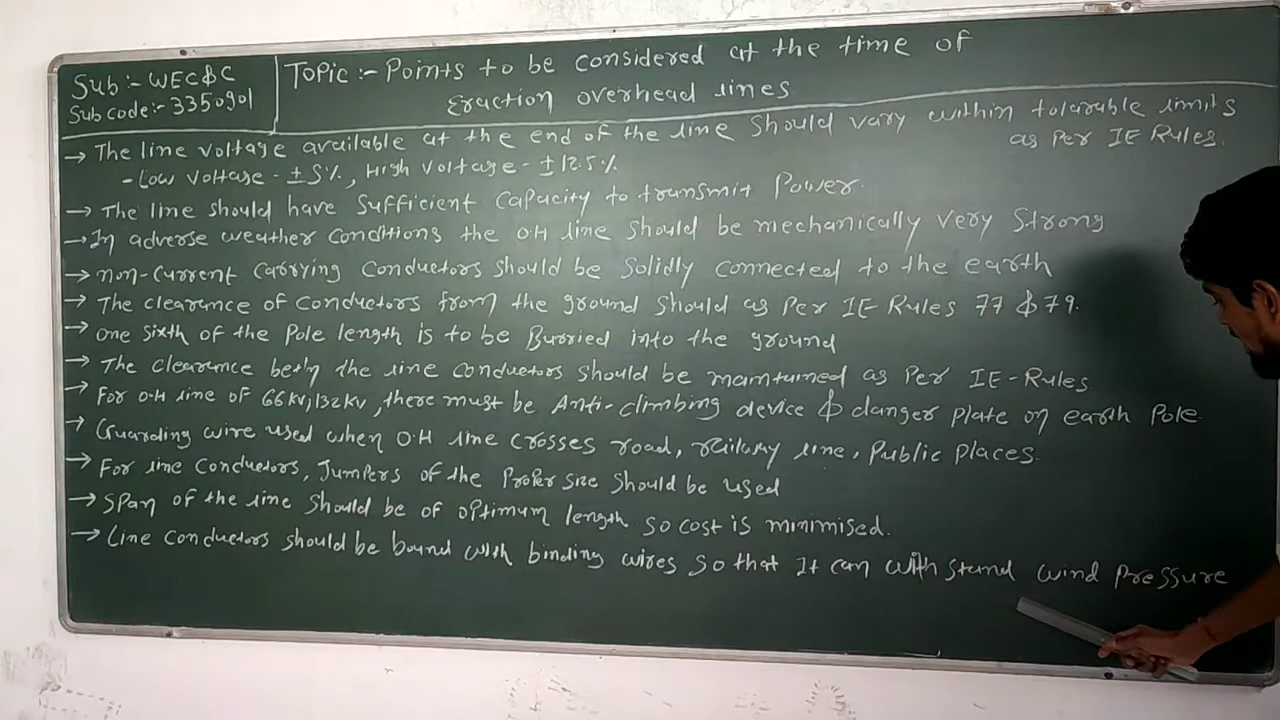 Sub:- WEC&C
Sub code:- 3350901
Topic :- Points to be considered at the time of
Eraction overhead lines
→ The line voltage available at the end of the line should vary within tolarable limits
as per IE Rules.
- Low voltage - ±5%, High voltage - ±12.5%
→ The line should have sufficient capacity to transmit Power.
→ In adverse weather conditions the O.H line should be mechanically very strong
→ non-current carrying conductors should be solidly connected to the earth
→ The clearence of conductors from the ground should as per IE Rules 77 & 79.
→ one sixth of the pole length is to be Burried into the ground
→ The clearence betn the line conductors should be maintained as per IE-Rules
→ For O.H line of 66kv,132kv, there must be Anti-climbing device & danger plate on earth pole.
→ Guarding wire used when O.H line crosses road, railway line, public places.
→ For line conductors, Jumpers of the proper size should be used
→ Span of the line should be of optimum length so cost is minimised.
→ Line conductors should be bound with binding wires so that It can withstand wind pressure